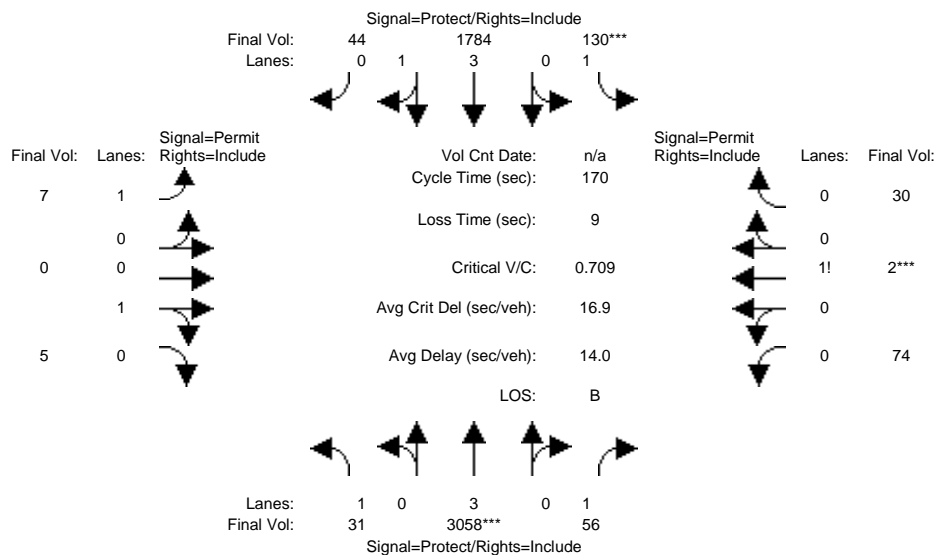 Signal=Protect/Rights=Include
Final Vol: 44 1784 130***
Lanes: 0 1 3 0 1
Signal=Permit Signal=Permit
Final Vol: Lanes: Rights=Include Vol Cnt Date: n/a Rights=Include Lanes: Final Vol:
Cycle Time (sec): 170
7 1 0 30
Loss Time (sec): 9
0 0
0 0 Critical V/C: 0.709 1! 2***
1 Avg Crit Del (sec/veh): 16.9 0
5 0 Avg Delay (sec/veh): 14.0 0 74
LOS: B
Lanes: 1 0 3 0 1
Final Vol: 31 3058*** 56
Signal=Protect/Rights=Include